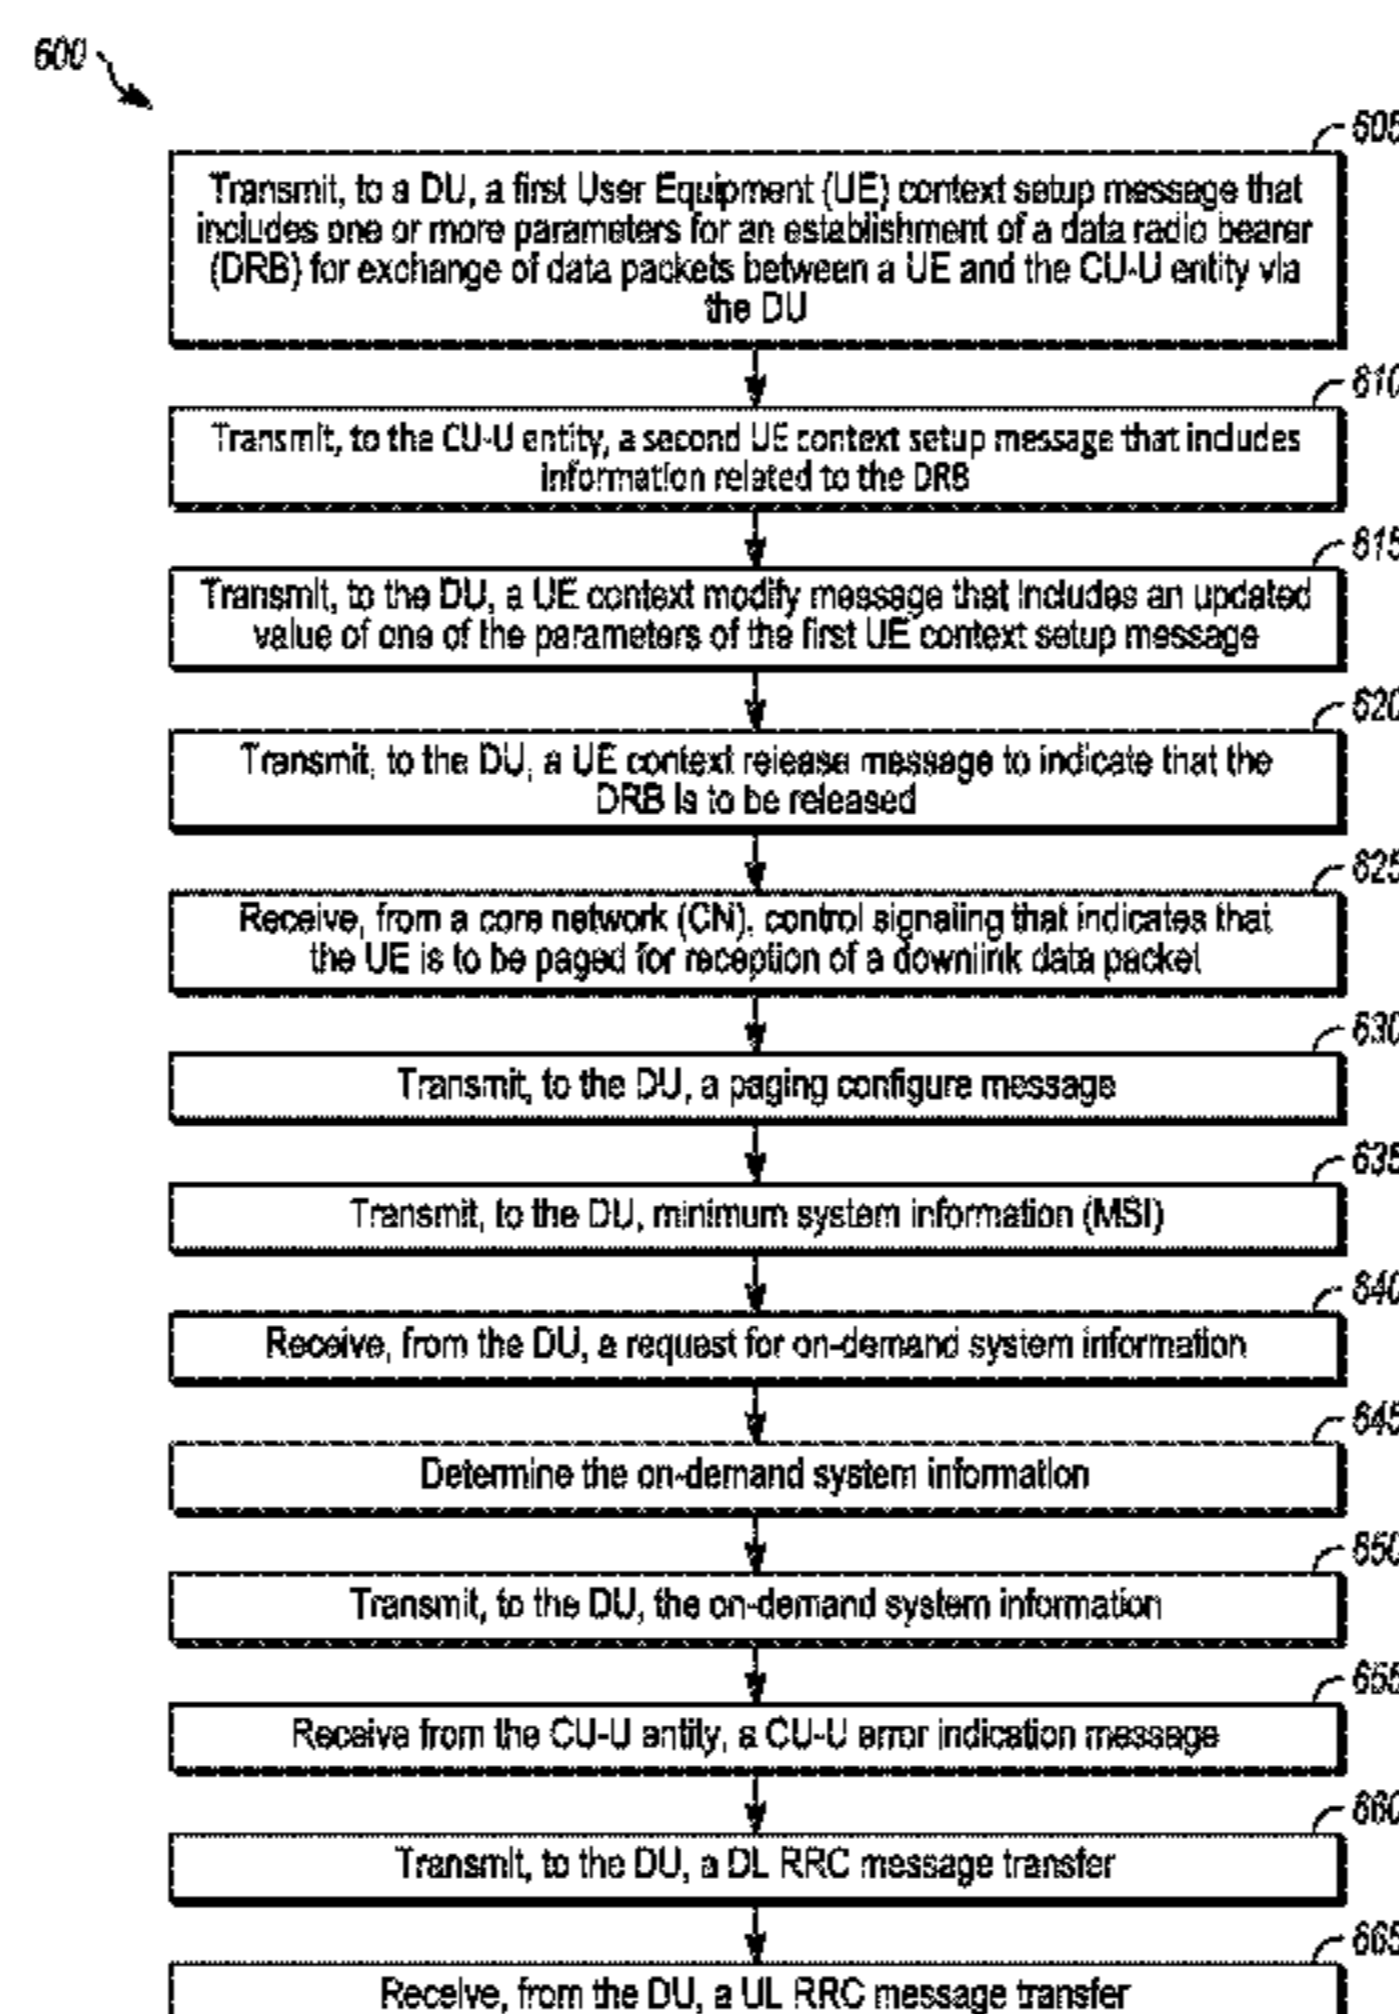 600
605
Transmit, to a DU, a first User Equipment (UE) context setup message that
includes one or more parameters for an establishment of a data radio bearer
(DRB) for exchange of data packets between a UE and the CU-U entity via
the DU
610
Transmit, to the CU-U entity, a second UE context setup message that includes
information related to the DRB
615
Transmit, to the DU, a UE context modify message that includes an updated
value of one of the parameters of the first UE context setup message
620
Transmit, to the DU, a UE context release message to indicate that the
DRB is to be released
625
Receive, from a core network (CN), control signaling that indicates that
the UE is to be paged for reception of a downlink data packet
630
Transmit, to the DU, a paging configure message
635
Transmit, to the DU, minimum system information (MSI)
640
Receive, from the DU, a request for on-demand system information
645
Determine the on-demand system information
650
Transmit, to the DU, the on-demand system information
655
Receive from the CU-U entity, a CU-U error indication message
660
Transmit, to the DU, a DL RRC message transfer
665
Receive, from the DU, a UL RRC message transfer